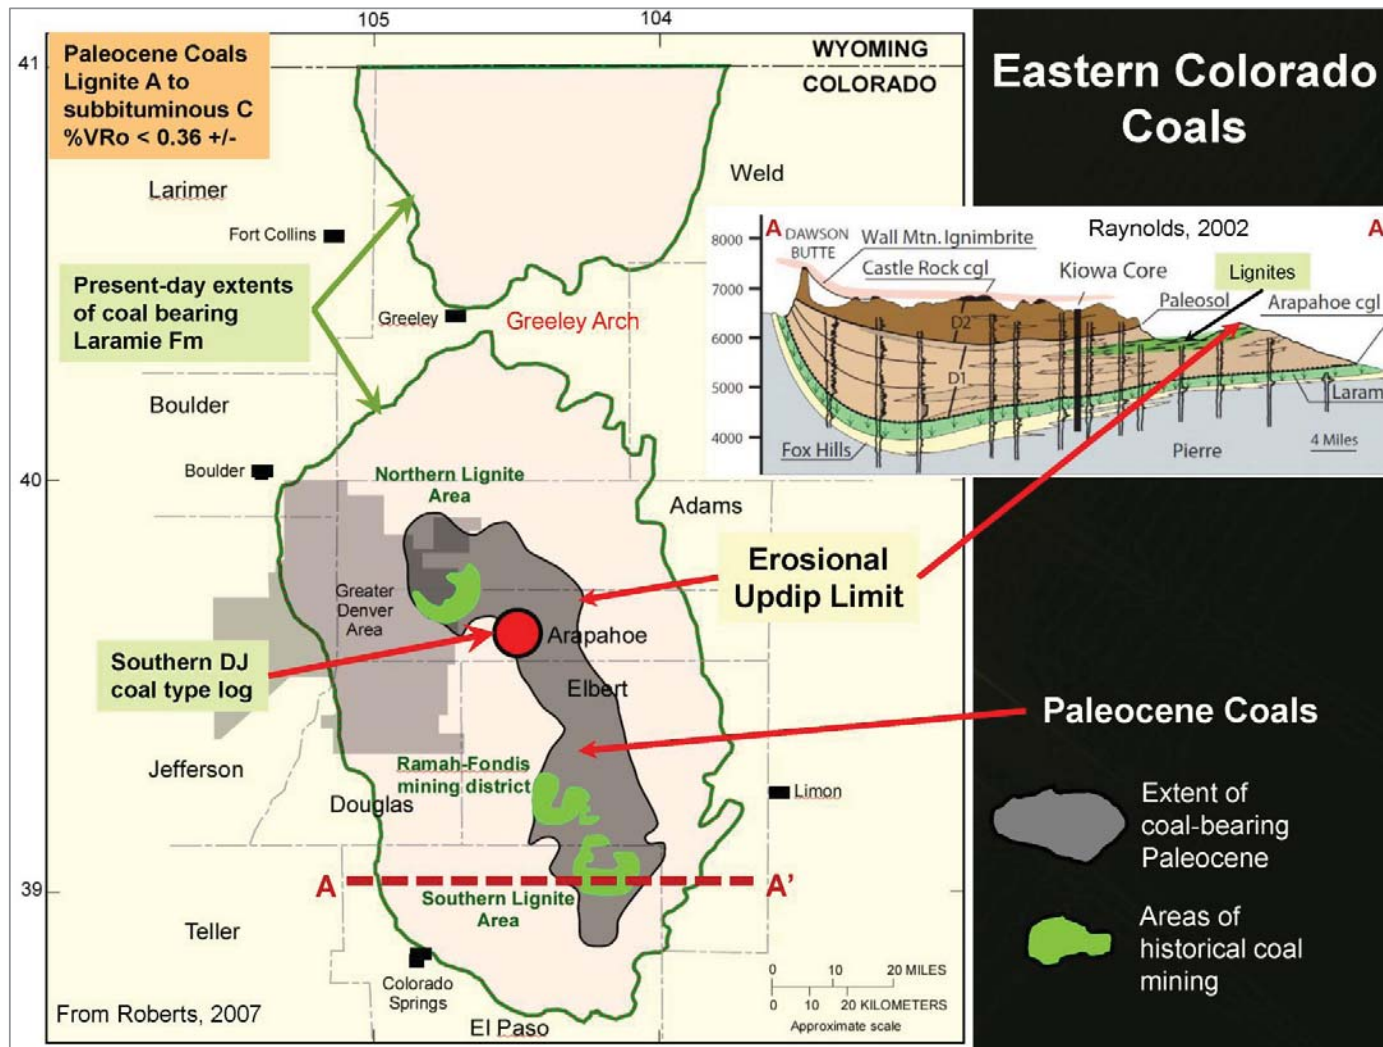 105
104
41
WYOMING
COLORADO
Paleocene Coals
Lignite A to
subbituminous C
%VRo < 0.36 +/-
Eastern Colorado
Coals
Larimer
Weld
Fort Collins
Present-day extents
of coal bearing
Laramie Fm
Greeley
Greeley Arch
A
DAWSON
BUTTE
Wall Mtn. Ignimbrite
Castle Rock cgl
Raynolds, 2002
A
Kiowa Core
Lignites
Paleosol
Arapahoe cgl
8000
7000
6000
5000
4000
D2
D1
Laram
Fox Hills
Pierre
4 Miles
Boulder
Boulder
40
Northern Lignite
Area
Adams
Erosional
Updip Limit
Greater
Denver
Area
Arapahoe
Southern DJ
coal type log
Elbert
Paleocene Coals
Jefferson
Ramah-Fondis
mining district
Douglas
Limon
Extent of
coal-bearing
Paleocene
39
A
A'
Southern Lignite
Area
Areas of
historical coal
mining
Teller
Colorado
Springs
0 10 20 MILES
0 10 20 KILOMETERS
Approximate scale
From Roberts, 2007
El Paso